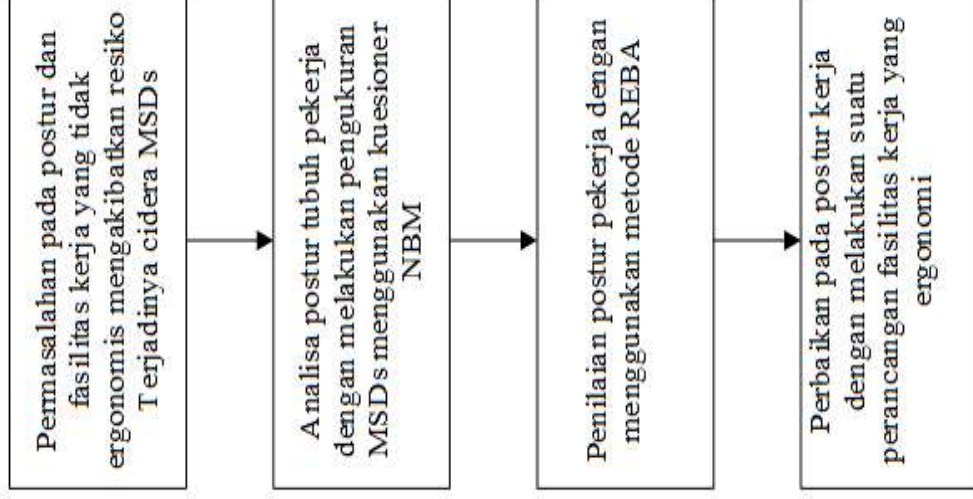 Permasalahan pada postur dan
fasilitas kerja yang tidak
ergonomis mengakibatkan resiko
Terjadinya cidera MSDs
Analisa postur tubuh pekerja
dengan melakukan pengukuran
MSDs menggunakan kuesioner
NBM
Penilaian postur pekerja dengan
menggunakan metode REBA
Perbaikan pada postur kerja
dengan melakukan suatu
perancangan fasilitas kerja yang
ergonomi